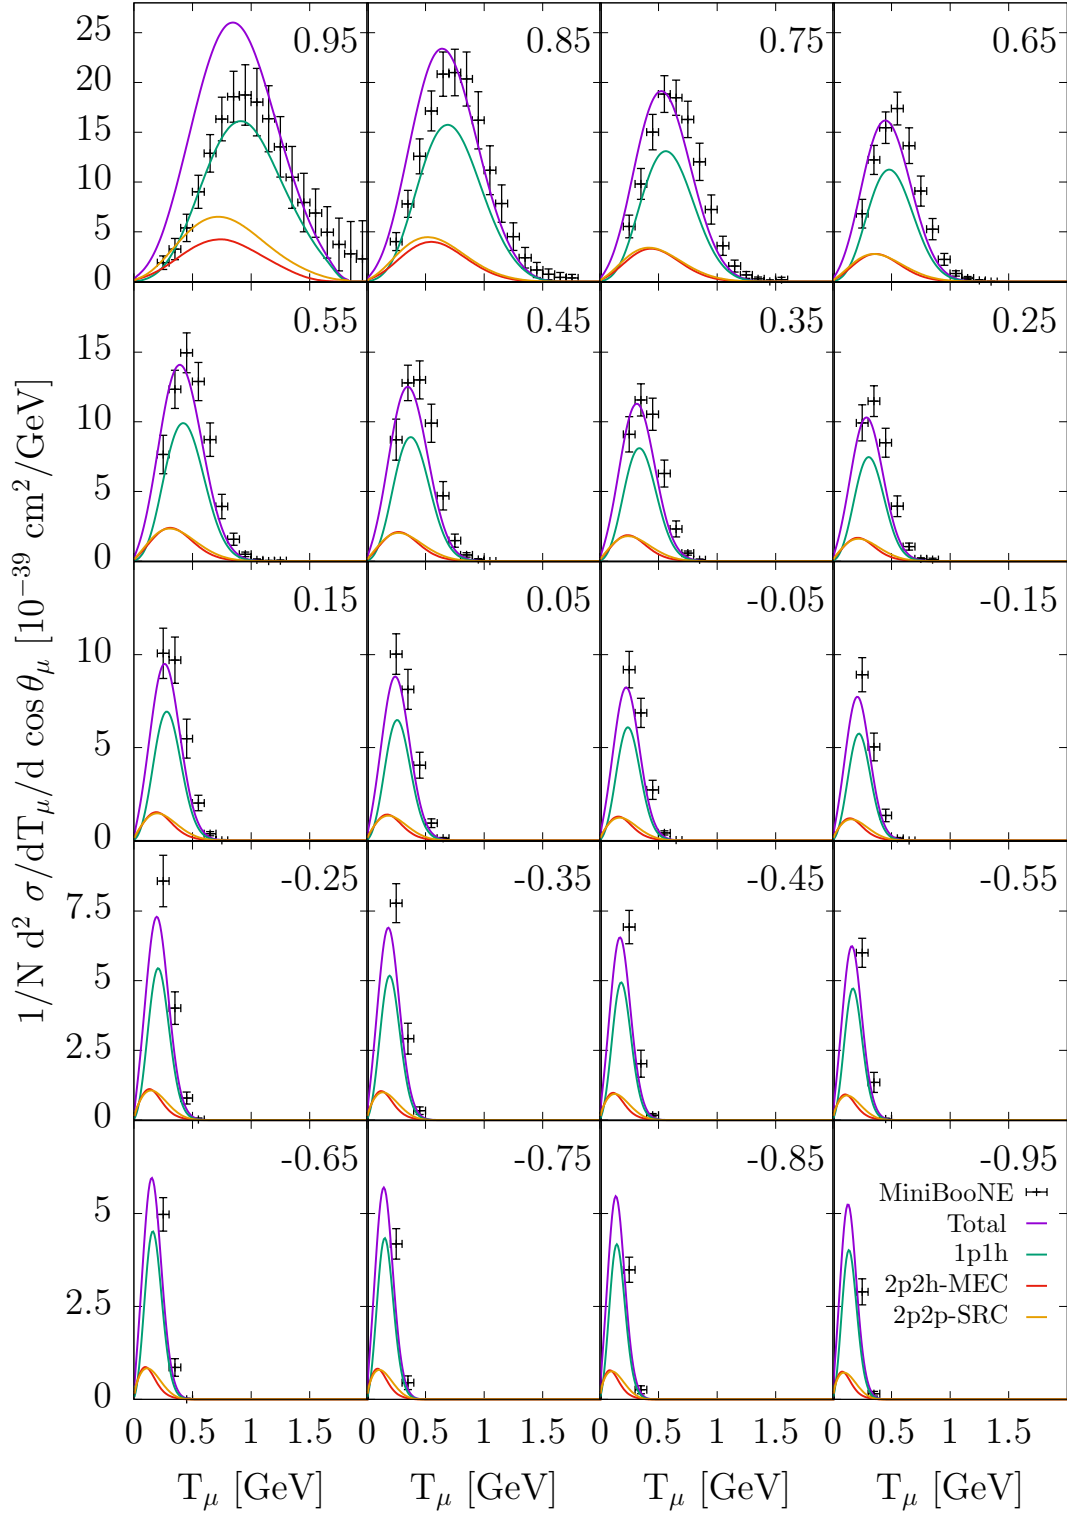 25
20
15
10
5
0
0.95
0.85
0.75
0.65
15
10
5
0
0.55
0.45
0.35
0.25
10
5
0
0.15
0.05
-0.05
-0.15
7.5
5
2.5
0
-0.25
-0.35
-0.45
-0.55
5
2.5
0
-0.65
-0.75
-0.85
-0.95
MiniBooNE
Total
1p1h
2p2h-MEC
2p2p-SRC
0 0.5 1 1.5
0 0.5 1 1.5
0 0.5 1 1.5
0 0.5 1 1.5
T_μ [GeV]
T_μ [GeV]
T_μ [GeV]
T_μ [GeV]
1/N d² σ/dT_μ/d cos θ_μ [10⁻³⁹ cm²/GeV]